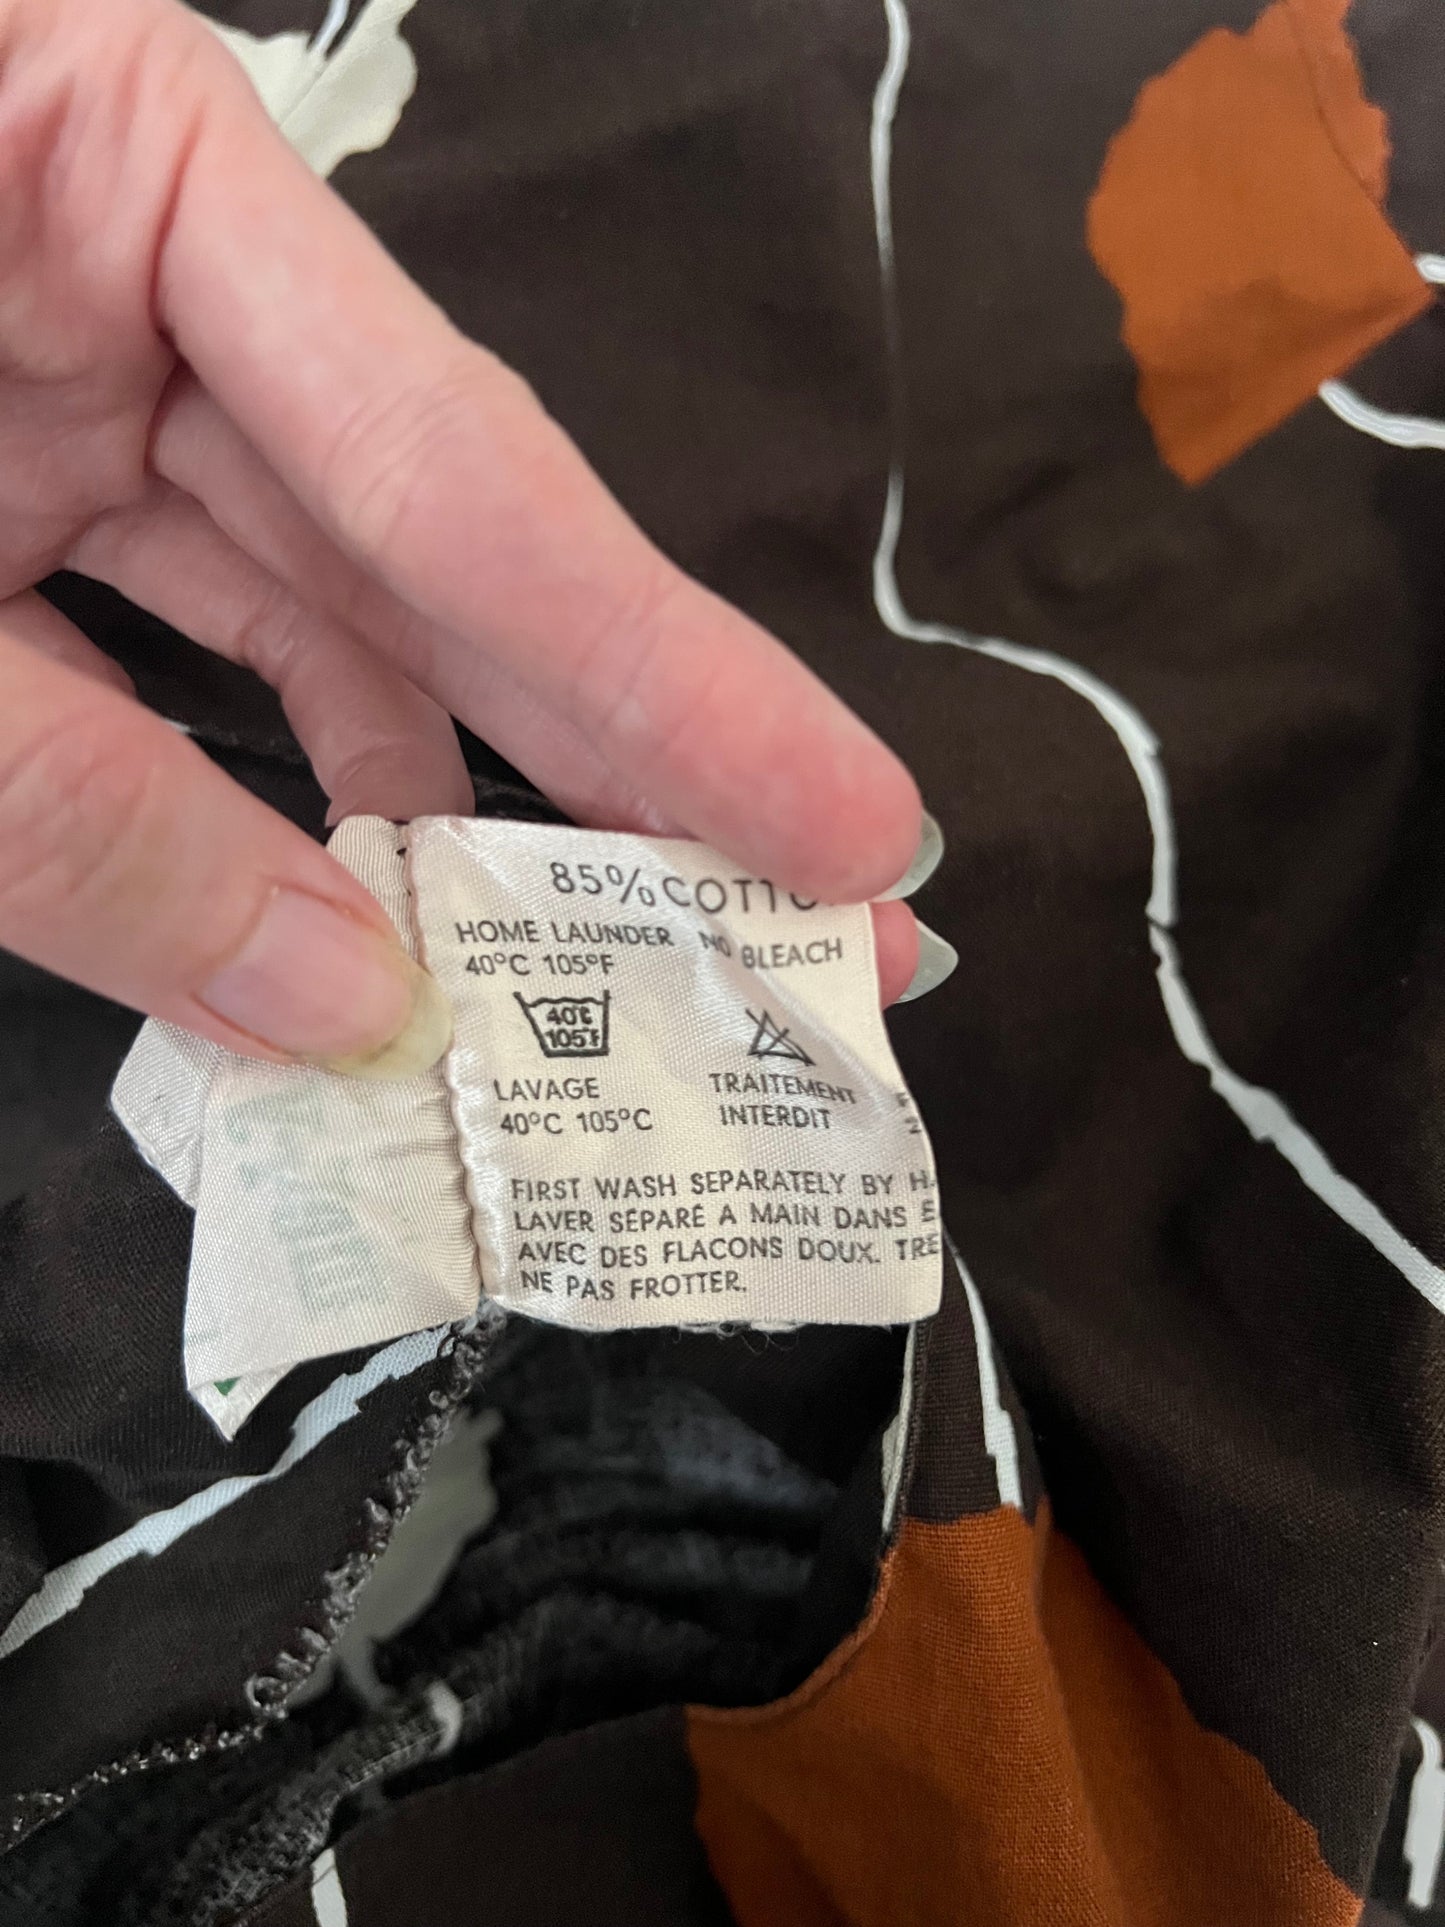 85% COTTO
HOME LAUNDER NO BLEACH
40°C 105°F
40°C
105°F
LAVAGE TRAITEMENT
40°C 105°C INTERDIT
FIRST WASH SEPARATELY BY H
LAVER SÉPARÉ A MAIN DANS E
AVEC DES FLACONS DOUX. TRE
NE PAS FROTTER.